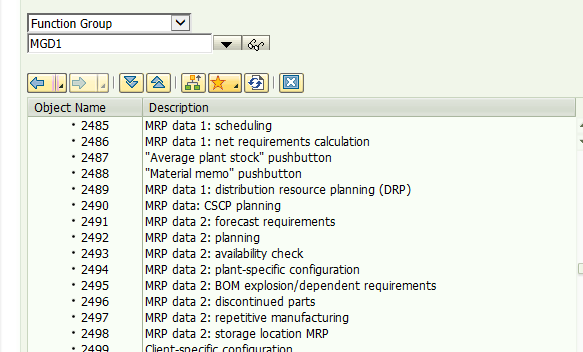 Function Group
MGD1
Object Name Description
• 2485 MRP data 1: scheduling
• 2486 MRP data 1: net requirements calculation
• 2487 "Average plant stock" pushbutton
• 2488 "Material memo" pushbutton
• 2489 MRP data 1: distribution resource planning (DRP)
• 2490 MRP data: CSCP planning
• 2491 MRP data 2: forecast requirements
• 2492 MRP data 2: planning
• 2493 MRP data 2: availability check
• 2494 MRP data 2: plant-specific configuration
• 2495 MRP data 2: BOM explosion/dependent requirements
• 2496 MRP data 2: discontinued parts
• 2497 MRP data 2: repetitive manufacturing
• 2498 MRP data 2: storage location MRP
• 2499 Client-specific configuration